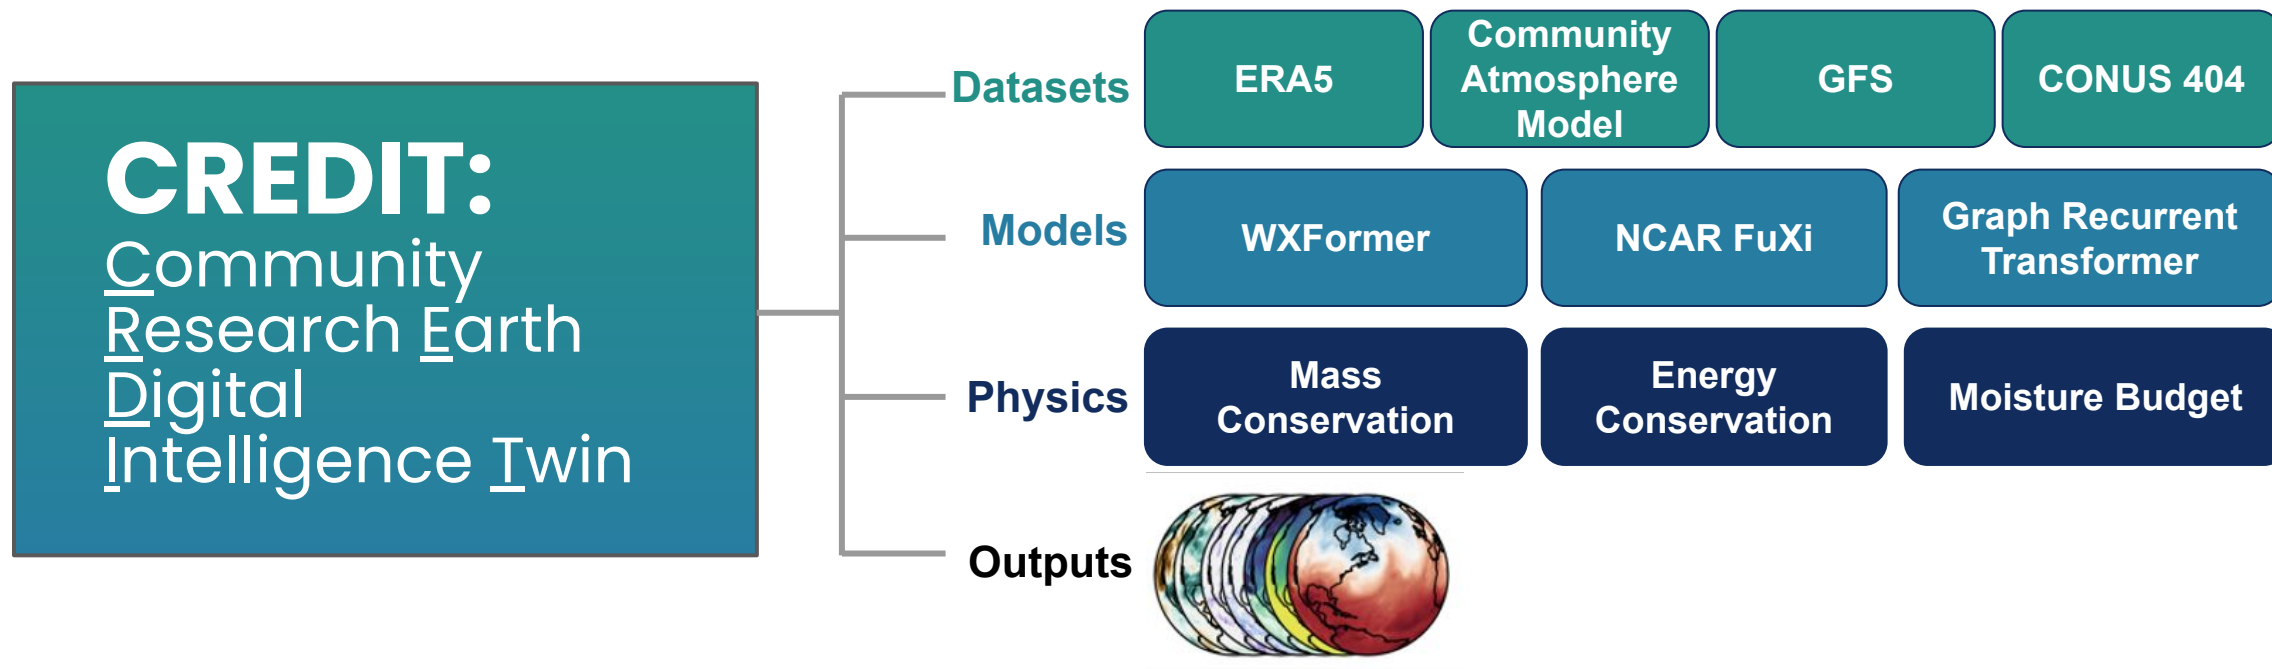 CREDIT:
Community
Research Earth
Digital
Intelligence Twin
Datasets
ERA5
Community
Atmosphere
Model
GFS
CONUS 404
Models
WXFormer
NCAR FuXi
Graph Recurrent
Transformer
Physics
Mass
Conservation
Energy
Conservation
Moisture Budget
Outputs